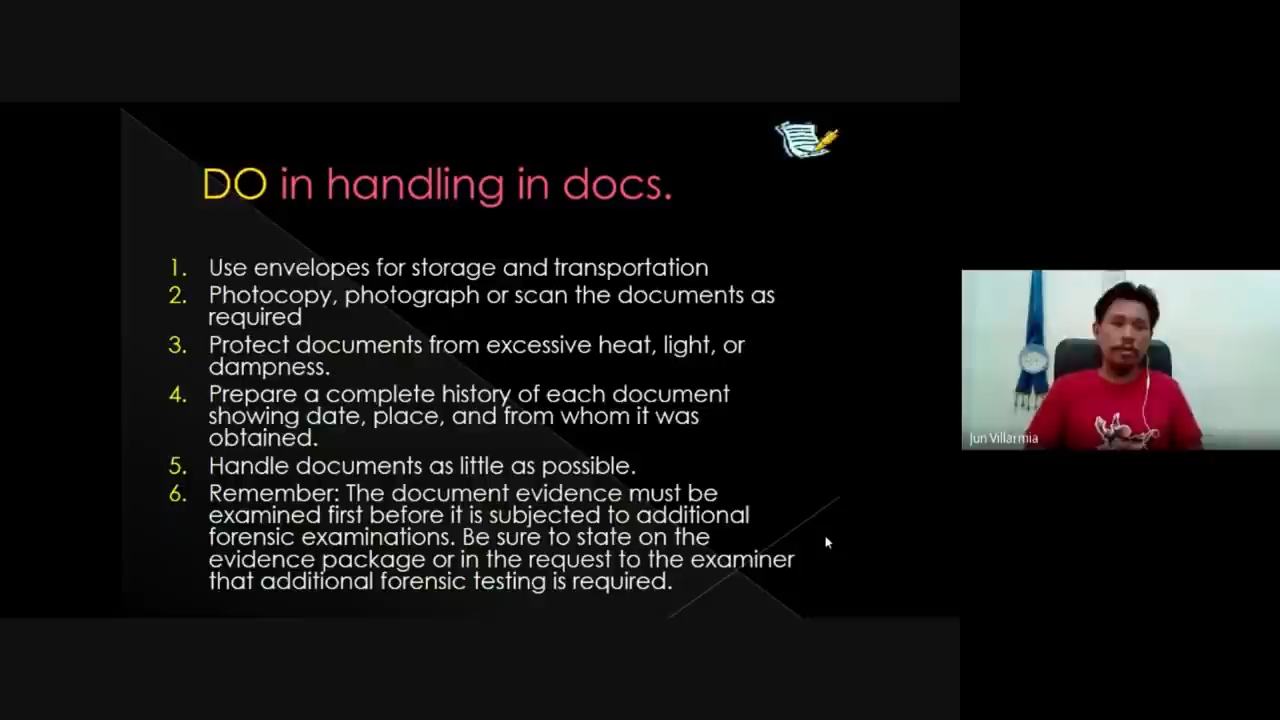 DO in handling in docs.
1. Use envelopes for storage and transportation
2. Photocopy, photograph or scan the documents as
required
3. Protect documents from excessive heat, light, or
dampness.
4. Prepare a complete history of each document
showing date, place, and from whom it was
obtained.
5. Handle documents as little as possible.
6. Remember: The document evidence must be
examined first before it is subjected to additional
forensic examinations. Be sure to state on the
evidence package or in the request to the examiner
that additional forensic testing is required.
Jun Villarmia